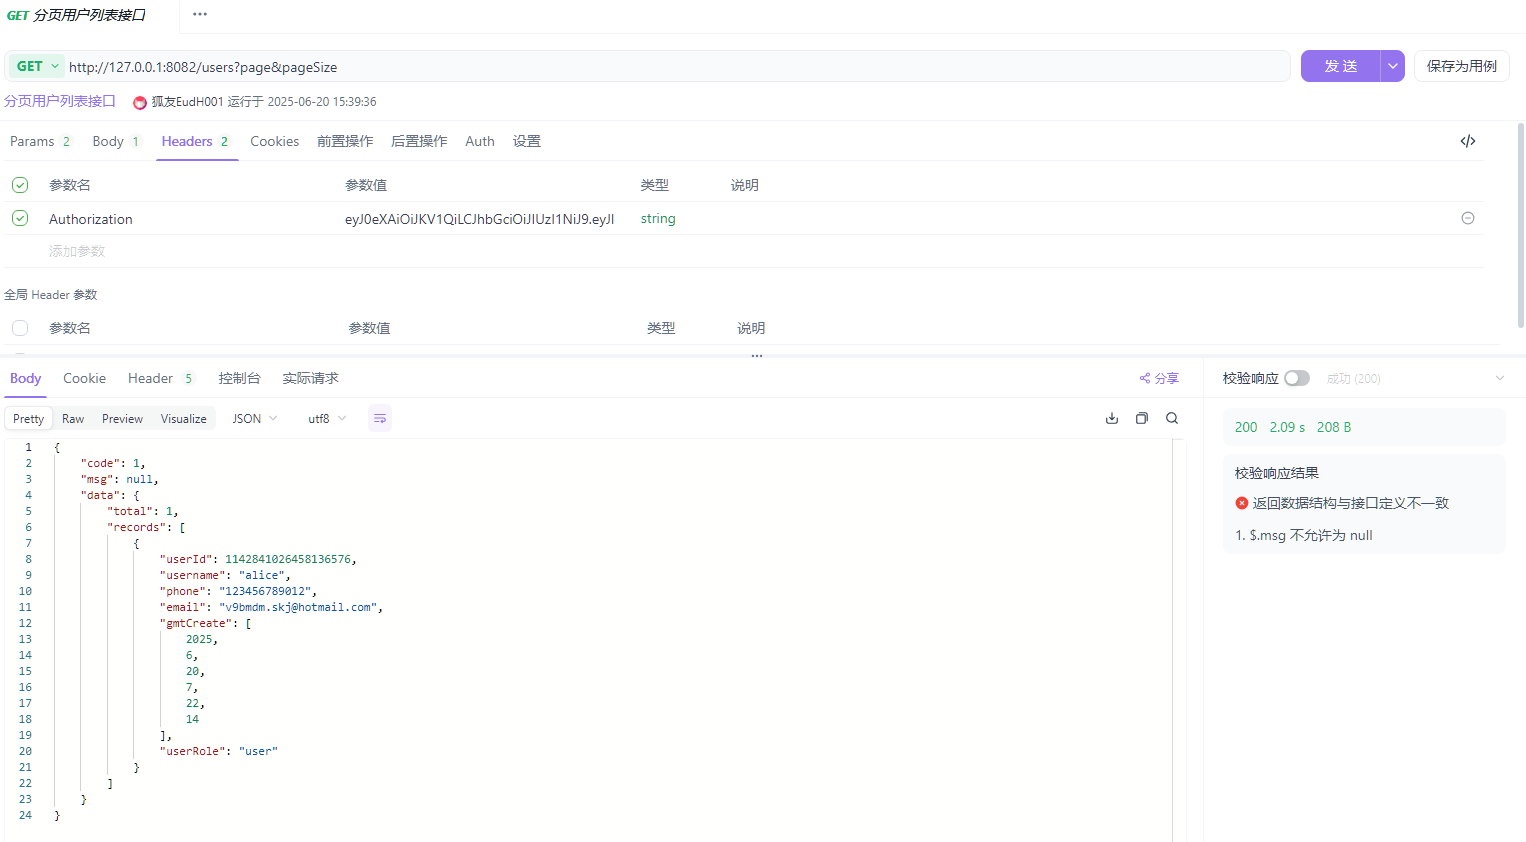 GET 分页用户列表接口 ...
GET http://127.0.0.1:8082/users?page&pageSize 发 送 保存为用例
分页用户列表接口 狐友EudH001 运行于 2025-06-20 15:39:36
Params 2 Body 1 Headers 2 Cookies 前置操作 后置操作 Auth 设置
参数名 参数值 类型 说明
Authorization eyJ0eXAiOiJKV1QiLCJhbGciOiJIUzI1NiJ9.eyJl string
添加参数
全局 Header 参数
参数名 参数值 类型 说明
Body Cookie Header 5 控制台 实际请求 分享 校验响应 成功 (200)
Pretty Raw Preview Visualize JSON utf8
200 2.09 s 208 B
校验响应结果
返回数据结构与接口定义不一致
1. $.msg 不允许为 null
1 {
2 "code": 1,
3 "msg": null,
4 "data": {
5 "total": 1,
6 "records": [
7 {
8 "userId": 1142841026458136576,
9 "username": "alice",
10 "phone": "123456789012",
11 "email": "v9bmdm.skj@hotmail.com",
12 "gmtCreate": [
13 2025,
14 6,
15 20,
16 7,
17 22,
18 14
19 ],
20 "userRole": "user"
21 }
22 ]
23 }
24 }